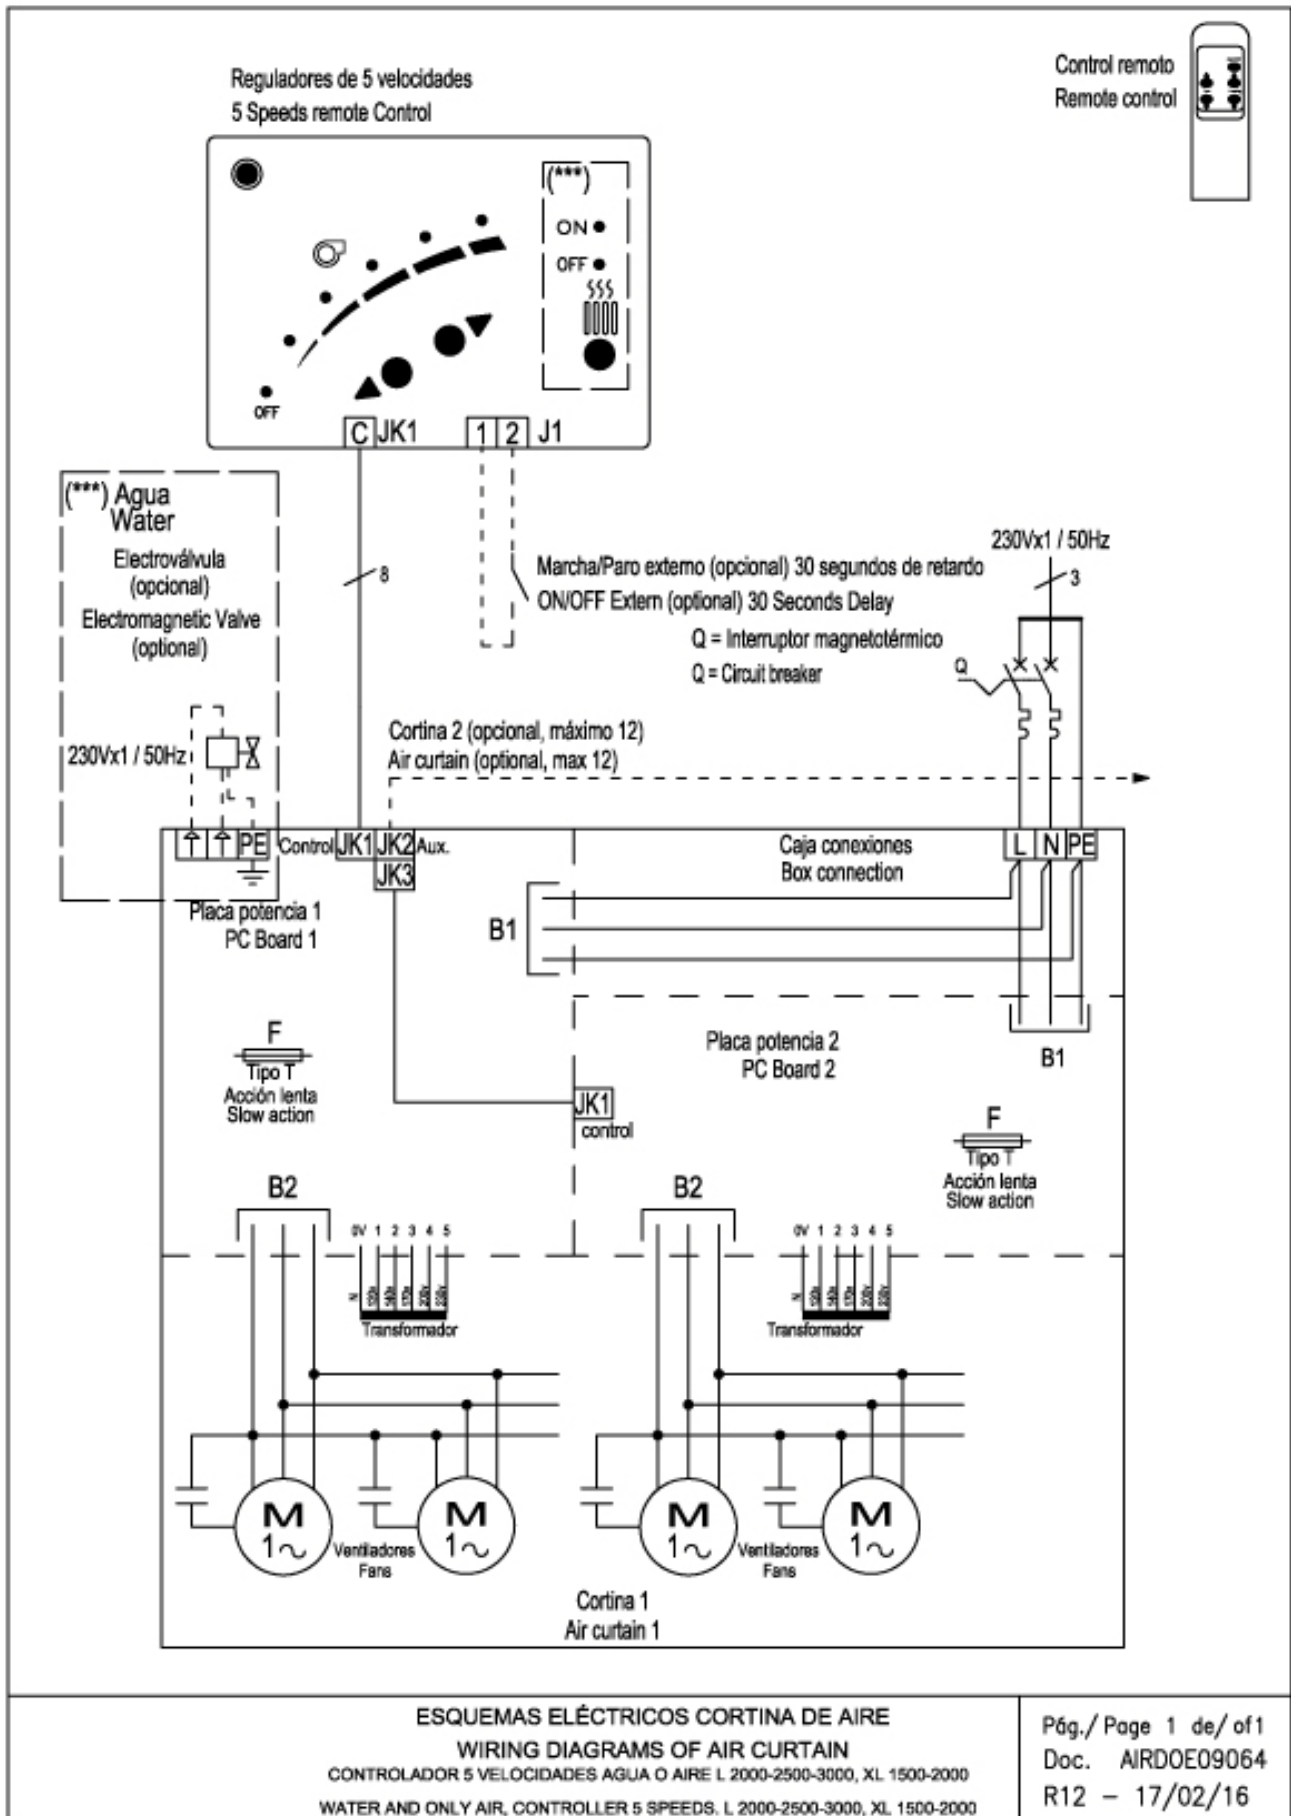 Reguladores de 5 velocidades
5 Speeds remote Control
Control remoto
Remote control
(***)
ON
OFF
OFF
C JK1
1 2 J1
(***) Agua
Water
Electroválvula
(opcional)
Electromagnetic Valve
(optional)
230Vx1 / 50Hz
8
Marcha/Paro externo (opcional) 30 segundos de retardo
ON/OFF Extern (optional) 30 Seconds Delay
Q = Interruptor magnetotérmico
Q = Circuit breaker
230Vx1 / 50Hz
3
Q
Cortina 2 (opcional, máximo 12)
Air curtain (optional, max 12)
PE Control JK1 JK2 Aux.
JK3
Caja conexiones
Box connection
L N PE
Placa potencia 1
PC Board 1
B1
Placa potencia 2
PC Board 2
B1
F
Tipo T
Acción lenta
Slow action
JK1
control
F
Tipo T
Acción lenta
Slow action
B2
0V 1 2 3 4 5
N 230v
Transformador
B2
0V 1 2 3 4 5
N 230v
Transformador
M
1~
Ventiladores
Fans
M
1~
M
1~
Ventiladores
Fans
M
1~
Cortina 1
Air curtain 1
ESQUEMAS ELÉCTRICOS CORTINA DE AIRE
WIRING DIAGRAMS OF AIR CURTAIN
CONTROLADOR 5 VELOCIDADES AGUA O AIRE L 2000-2500-3000, XL 1500-2000
WATER AND ONLY AIR, CONTROLLER 5 SPEEDS. L 2000-2500-3000, XL 1500-2000
Pág./ Page 1 de/ of1
Doc. AIRDOE09064
R12 - 17/02/16